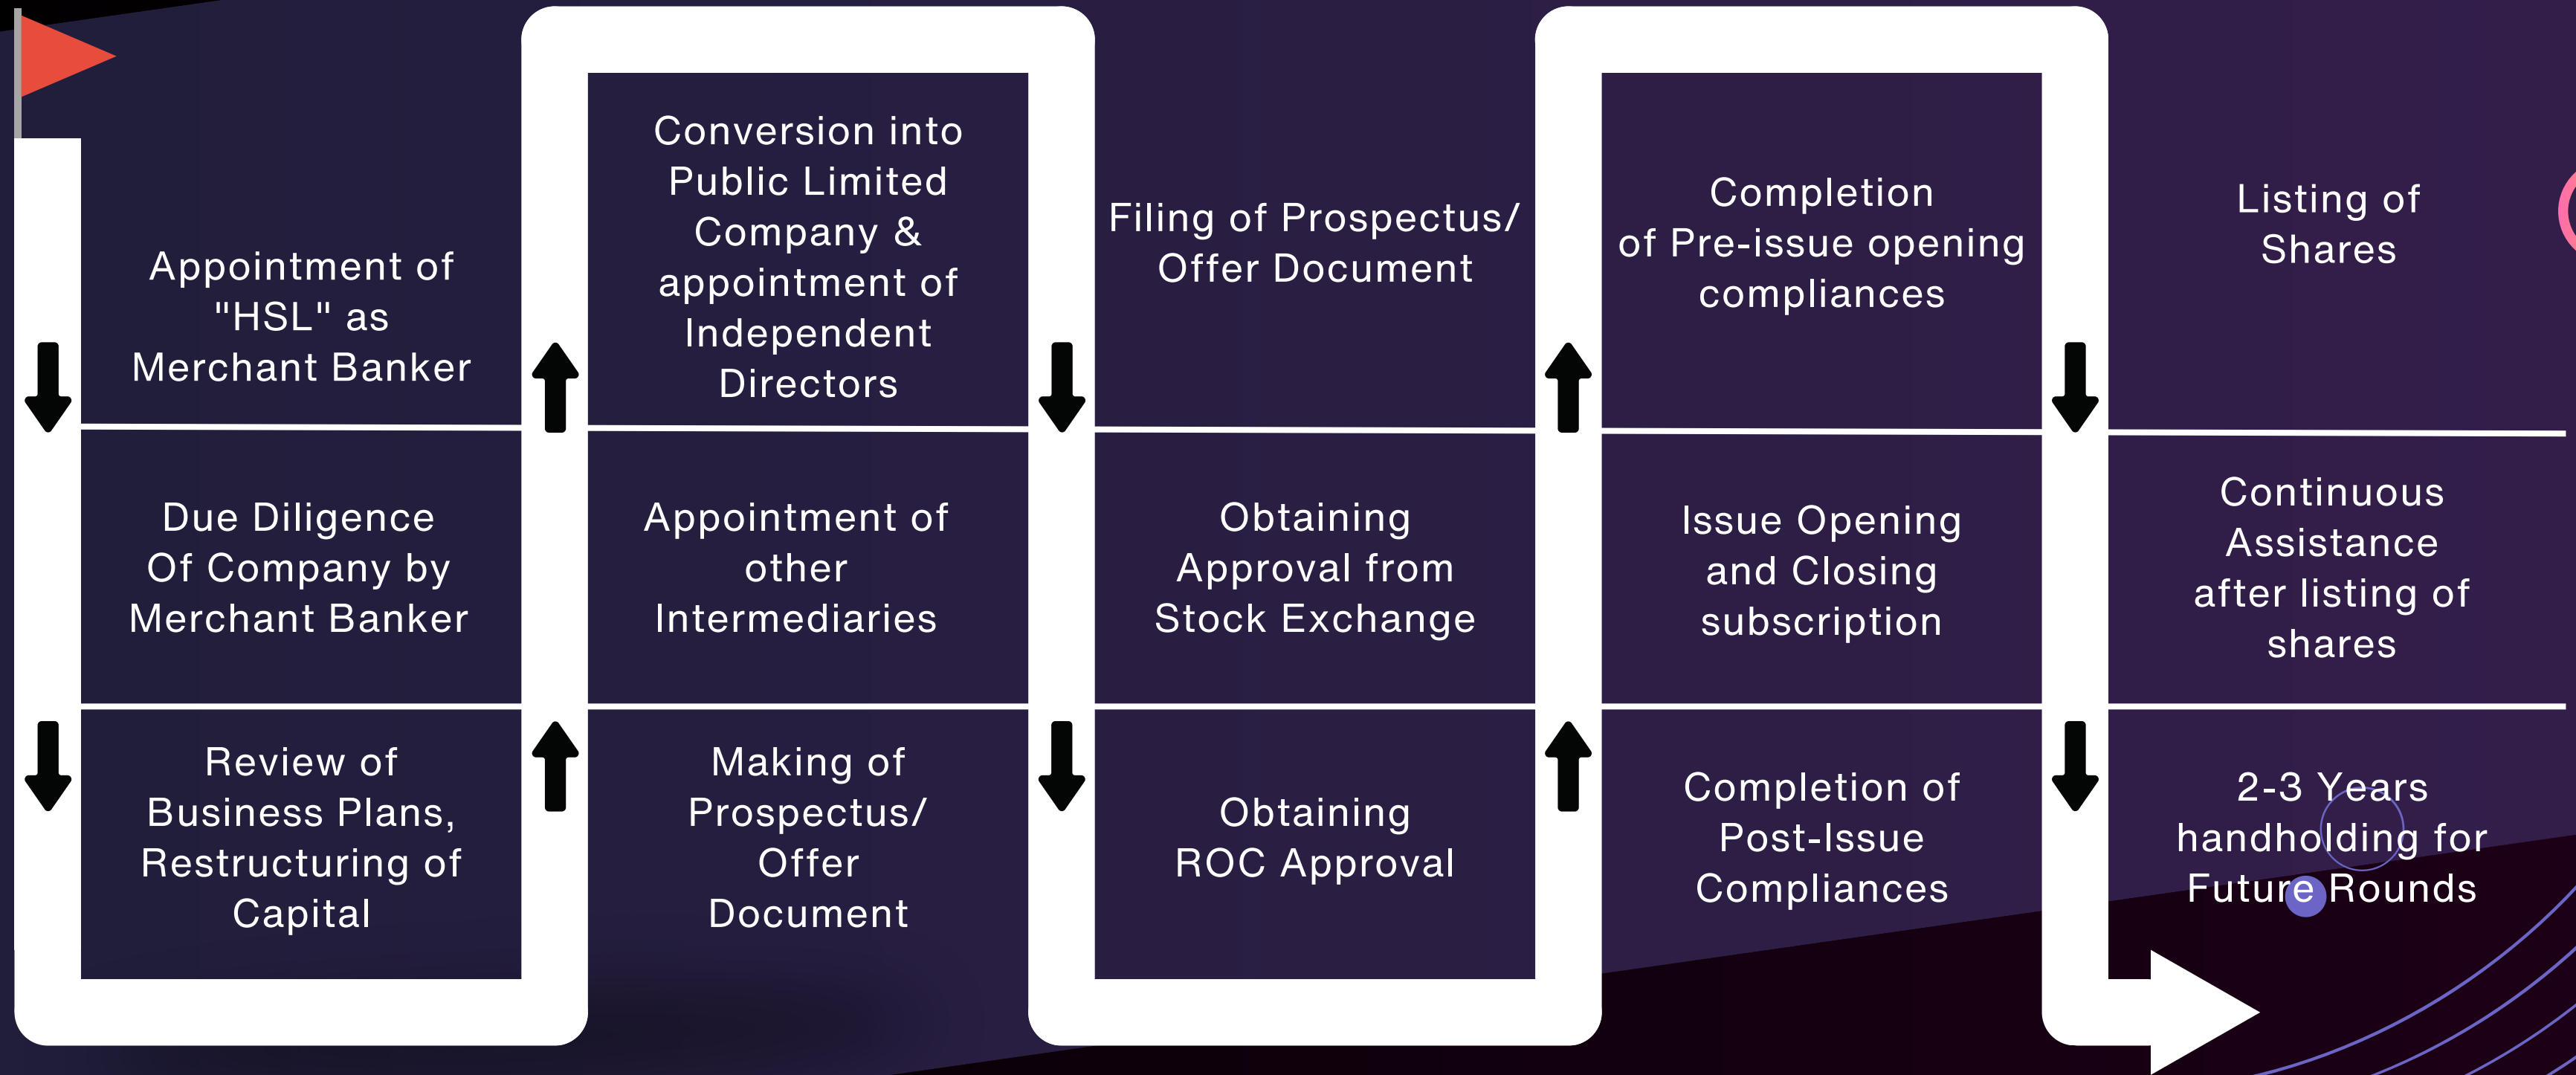 Appointment of
"HSL" as
Merchant Banker
Due Diligence
Of Company by
Merchant Banker
Review of
Business Plans,
Restructuring of
Capital
Conversion into
Public Limited
Company &
appointment of
Independent
Directors
Appointment of
other
Intermediaries
Making of
Prospectus/
Offer
Document
Filing of Prospectus/
Offer Document
Obtaining
Approval from
Stock Exchange
Obtaining
ROC Approval
Completion
of Pre-issue opening
compliances
Issue Opening
and Closing
subscription
Completion of
Post-Issue
Compliances
Listing of
Shares
Continuous
Assistance
after listing of
shares
2-3 Years
handholding for
Future Rounds